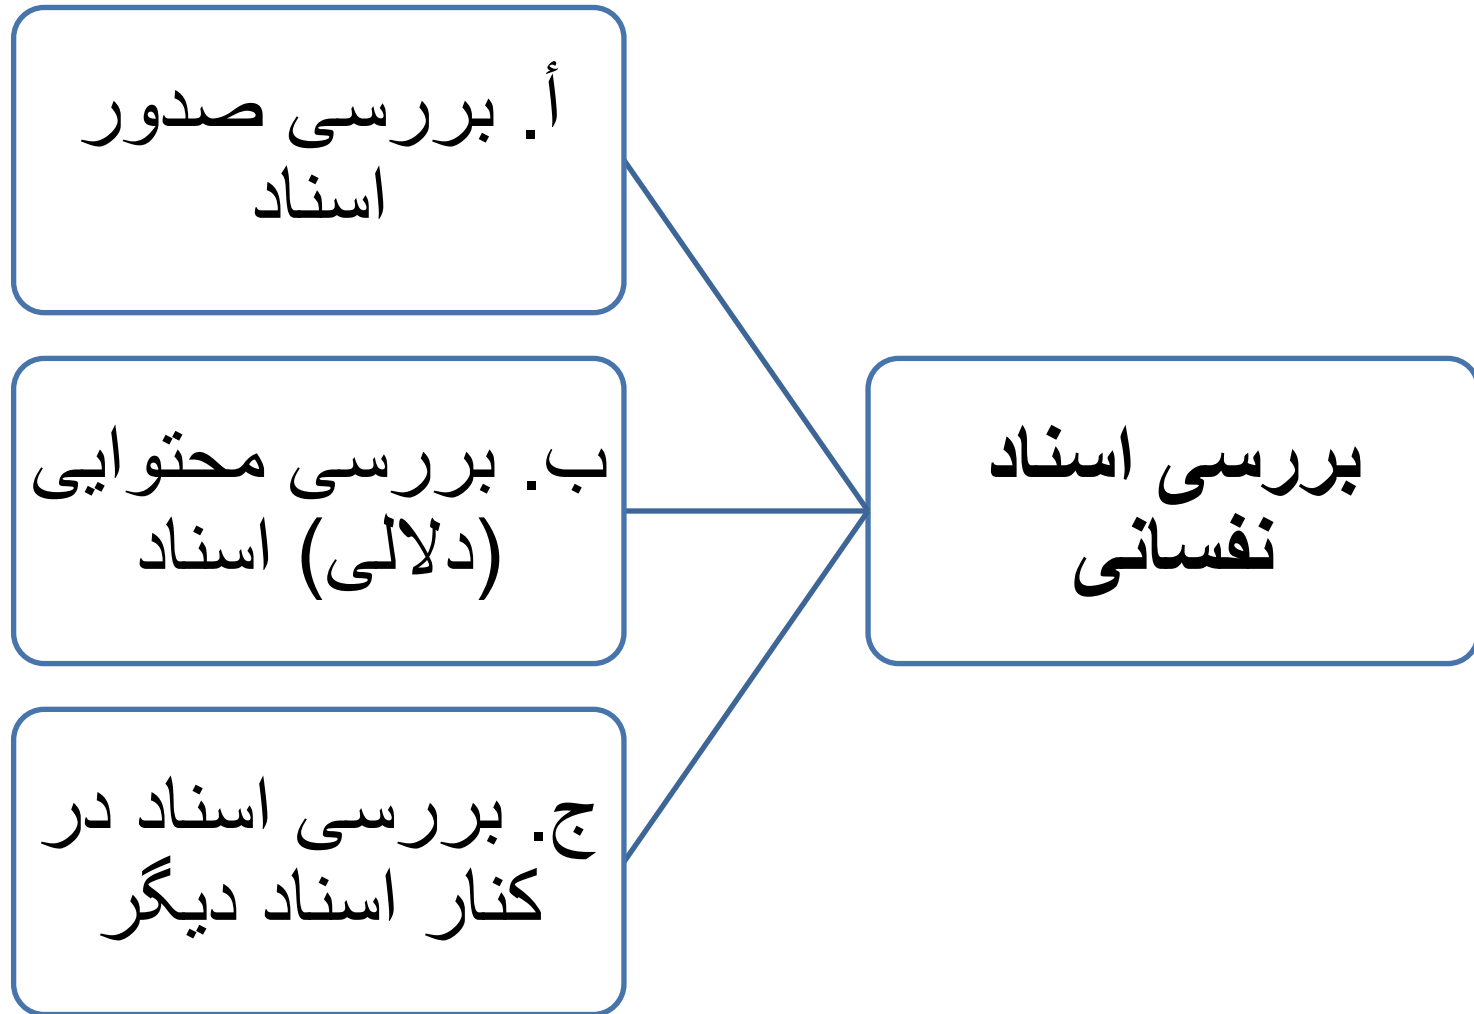 بررسی اسناد
نفسانی
أ. بررسی صدور
اسناد
ب. بررسی محتوایی
(دلالی) اسناد
ج. بررسی اسناد در
کنار اسناد دیگر